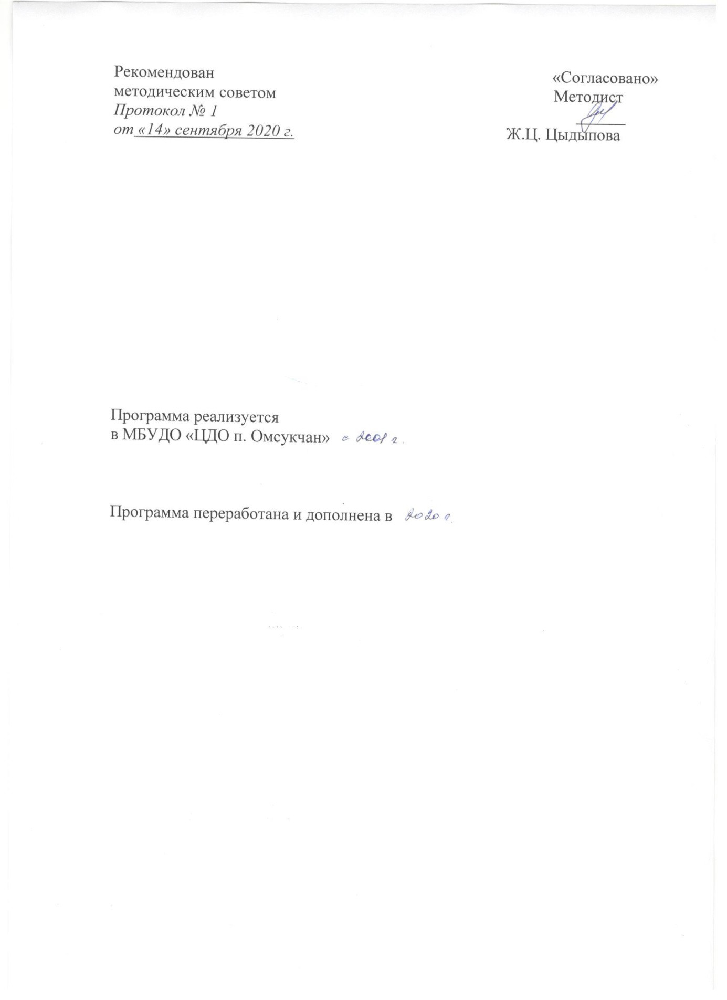 Рекомендован
методическим советом
Протокол № 1
от «14» сентября 2020 г.
«Согласовано»
Методист
Ж.Ц. Цыдыпова
Программа реализуется
в МБУДО «ЦДО п. Омсукчан» с 2001 г.
Программа переработана и дополнена в 2020 г.